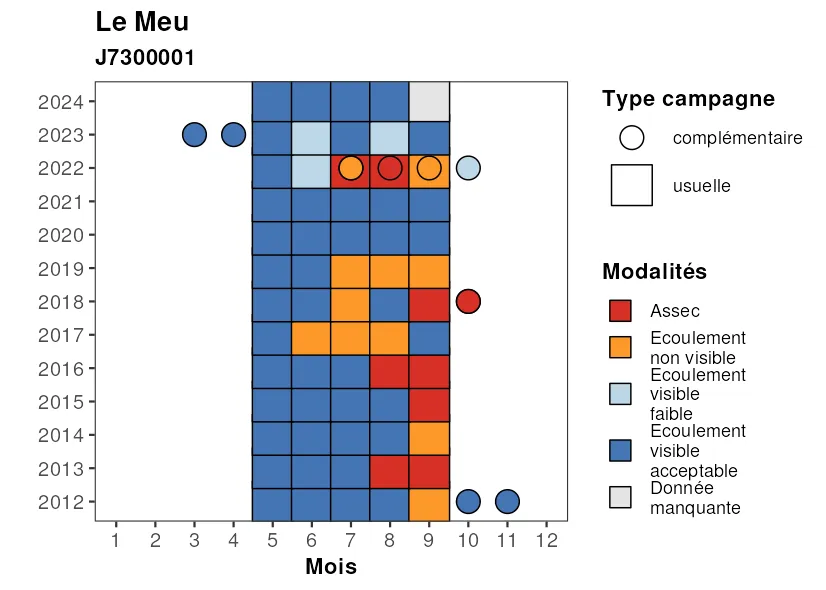 Le Meu
J7300001
2024
2023
2022
2021
2020
2019
2018
2017
2016
2015
2014
2013
2012
1 2 3 4 5 6 7 8 9 10 11 12
Mois
Type campagne
complémentaire
usuelle
Modalités
Assec
Ecoulement
non visible
Ecoulement
visible
faible
Ecoulement
visible
acceptable
Donnée
manquante